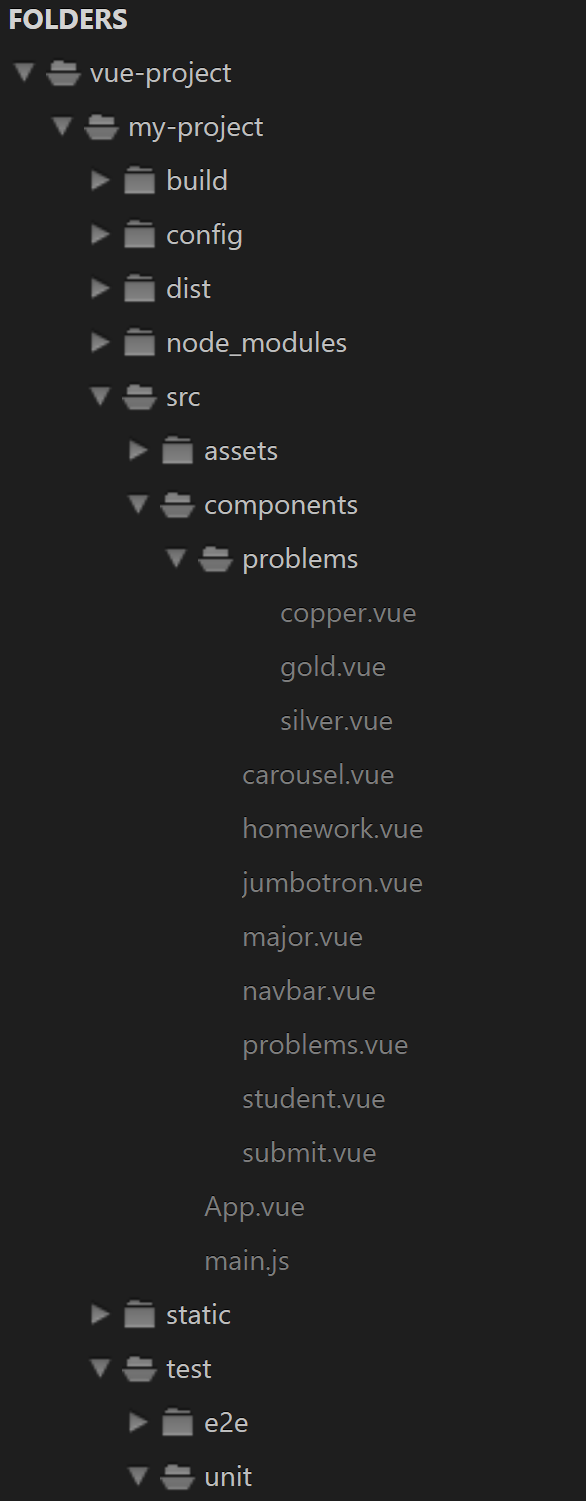 FOLDERS
vue-project
my-project
build
config
dist
node_modules
src
assets
components
problems
copper.vue
gold.vue
silver.vue
carousel.vue
homework.vue
jumbotron.vue
major.vue
navbar.vue
problems.vue
student.vue
submit.vue
App.vue
main.js
static
test
e2e
unit